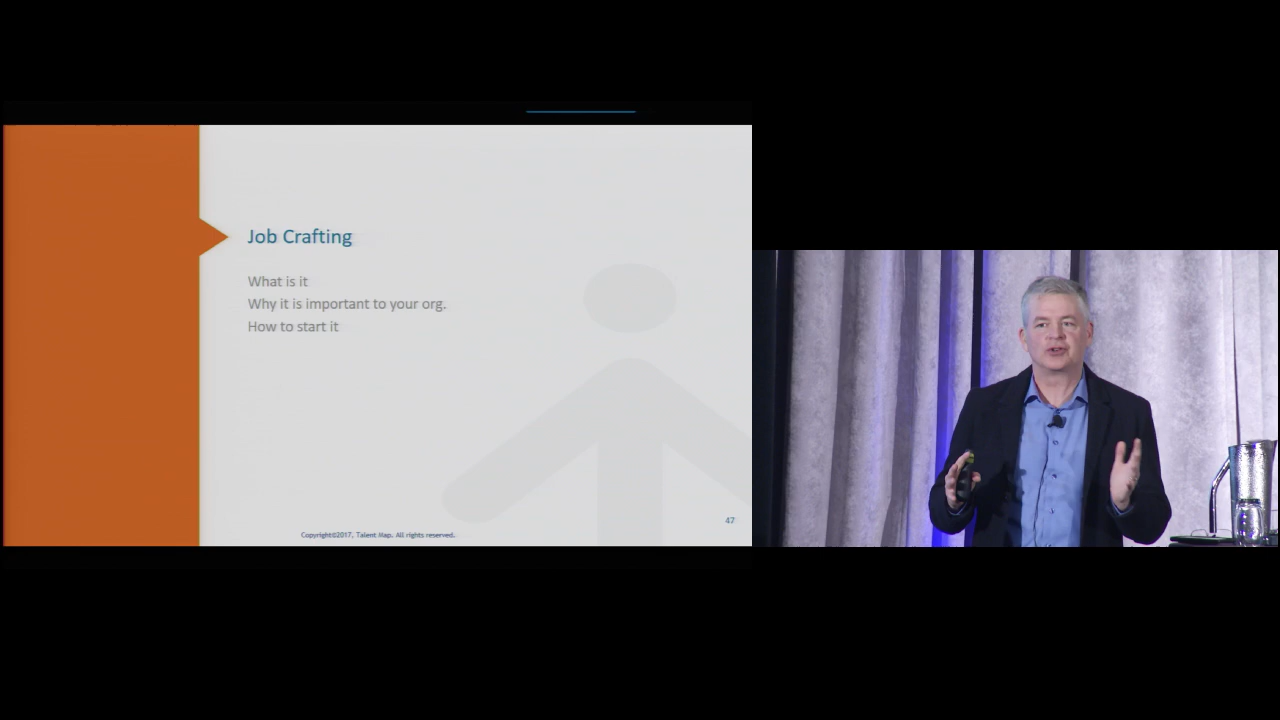 Job Crafting
What is it
Why it is important to your org.
How to start it
47
Copyright©2017, Talent Map. All rights reserved.